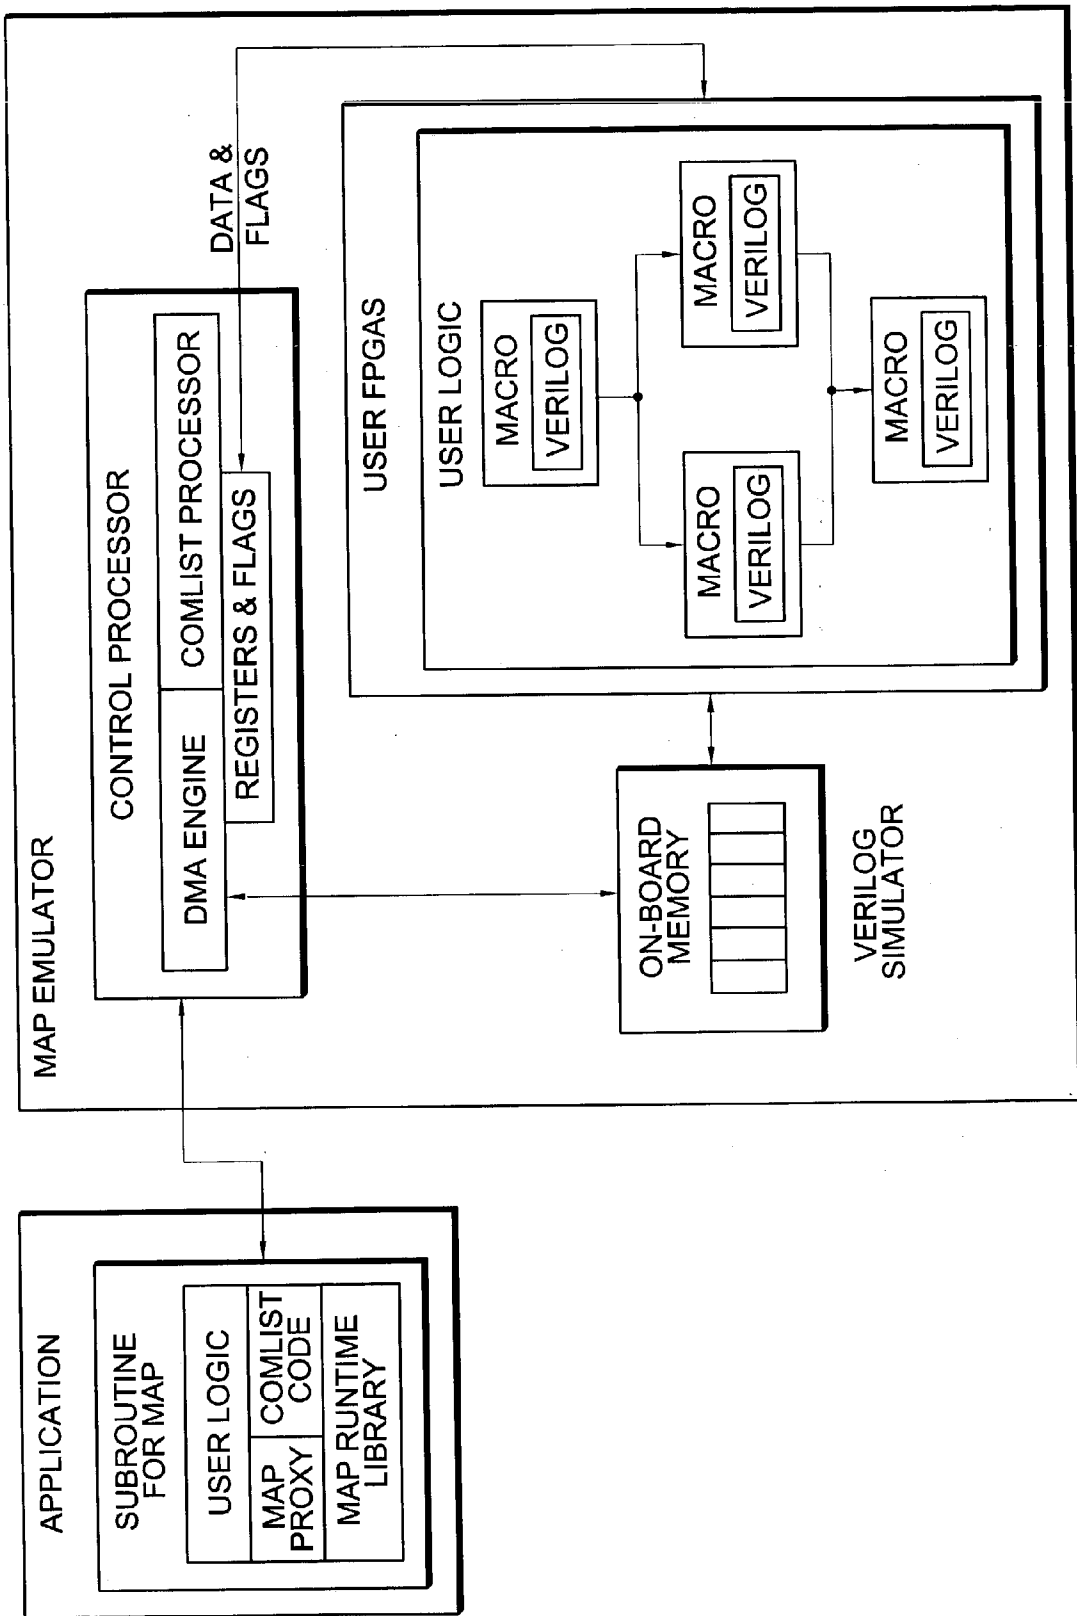 APPLICATION
SUBROUTINE
FOR MAP
USER LOGIC
MAP
PROXY
COMLIST
CODE
MAP RUNTIME
LIBRARY
MAP EMULATOR
CONTROL PROCESSOR
DMA ENGINE
COMLIST PROCESSOR
REGISTERS & FLAGS
DATA &
FLAGS
ON-BOARD
MEMORY
VERILOG
SIMULATOR
USER FPGAS
USER LOGIC
MACRO
VERILOG
MACRO
VERILOG
MACRO
VERILOG
MACRO
VERILOG